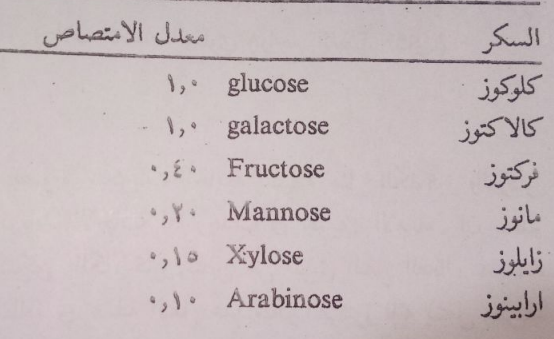 السكر معدل الامتصاص
كلوكوز glucose ١,٠
كالاكتوز galactose ١,٠
فركتوز Fructose ٠,٤٠
مانوز Mannose ٠,٢٠
زايلوز Xylose ٠,١٥
ارابينوز Arabinose ٠,١٠